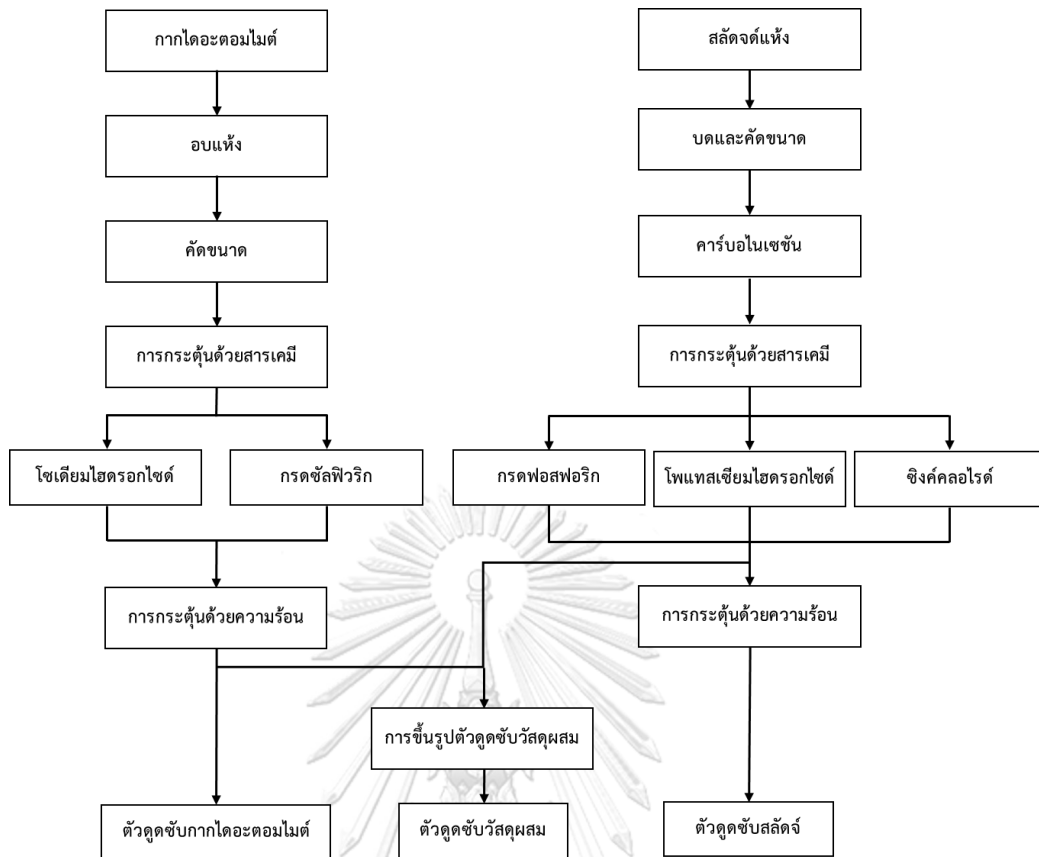 กากไดอะตอมไมต์
สลัดจด์แห้ง
อบแห้ง
บดและคัดขนาด
คัดขนาด
คาร์บอไนเซชัน
การกระตุ้นด้วยสารเคมี
การกระตุ้นด้วยสารเคมี
โซเดียมไฮดรอกไซด์
กรดซัลฟิวริก
กรดฟอสฟอริก
โพแทสเซียมไฮดรอกไซด์
ซิงค์คลอไรด์
การกระตุ้นด้วยความร้อน
การกระตุ้นด้วยความร้อน
การขึ้นรูปตัวดูดซับวัสดุผสม
ตัวดูดซับกากไดอะตอมไมต์
ตัวดูดซับวัสดุผสม
ตัวดูดซับสลัดจ์